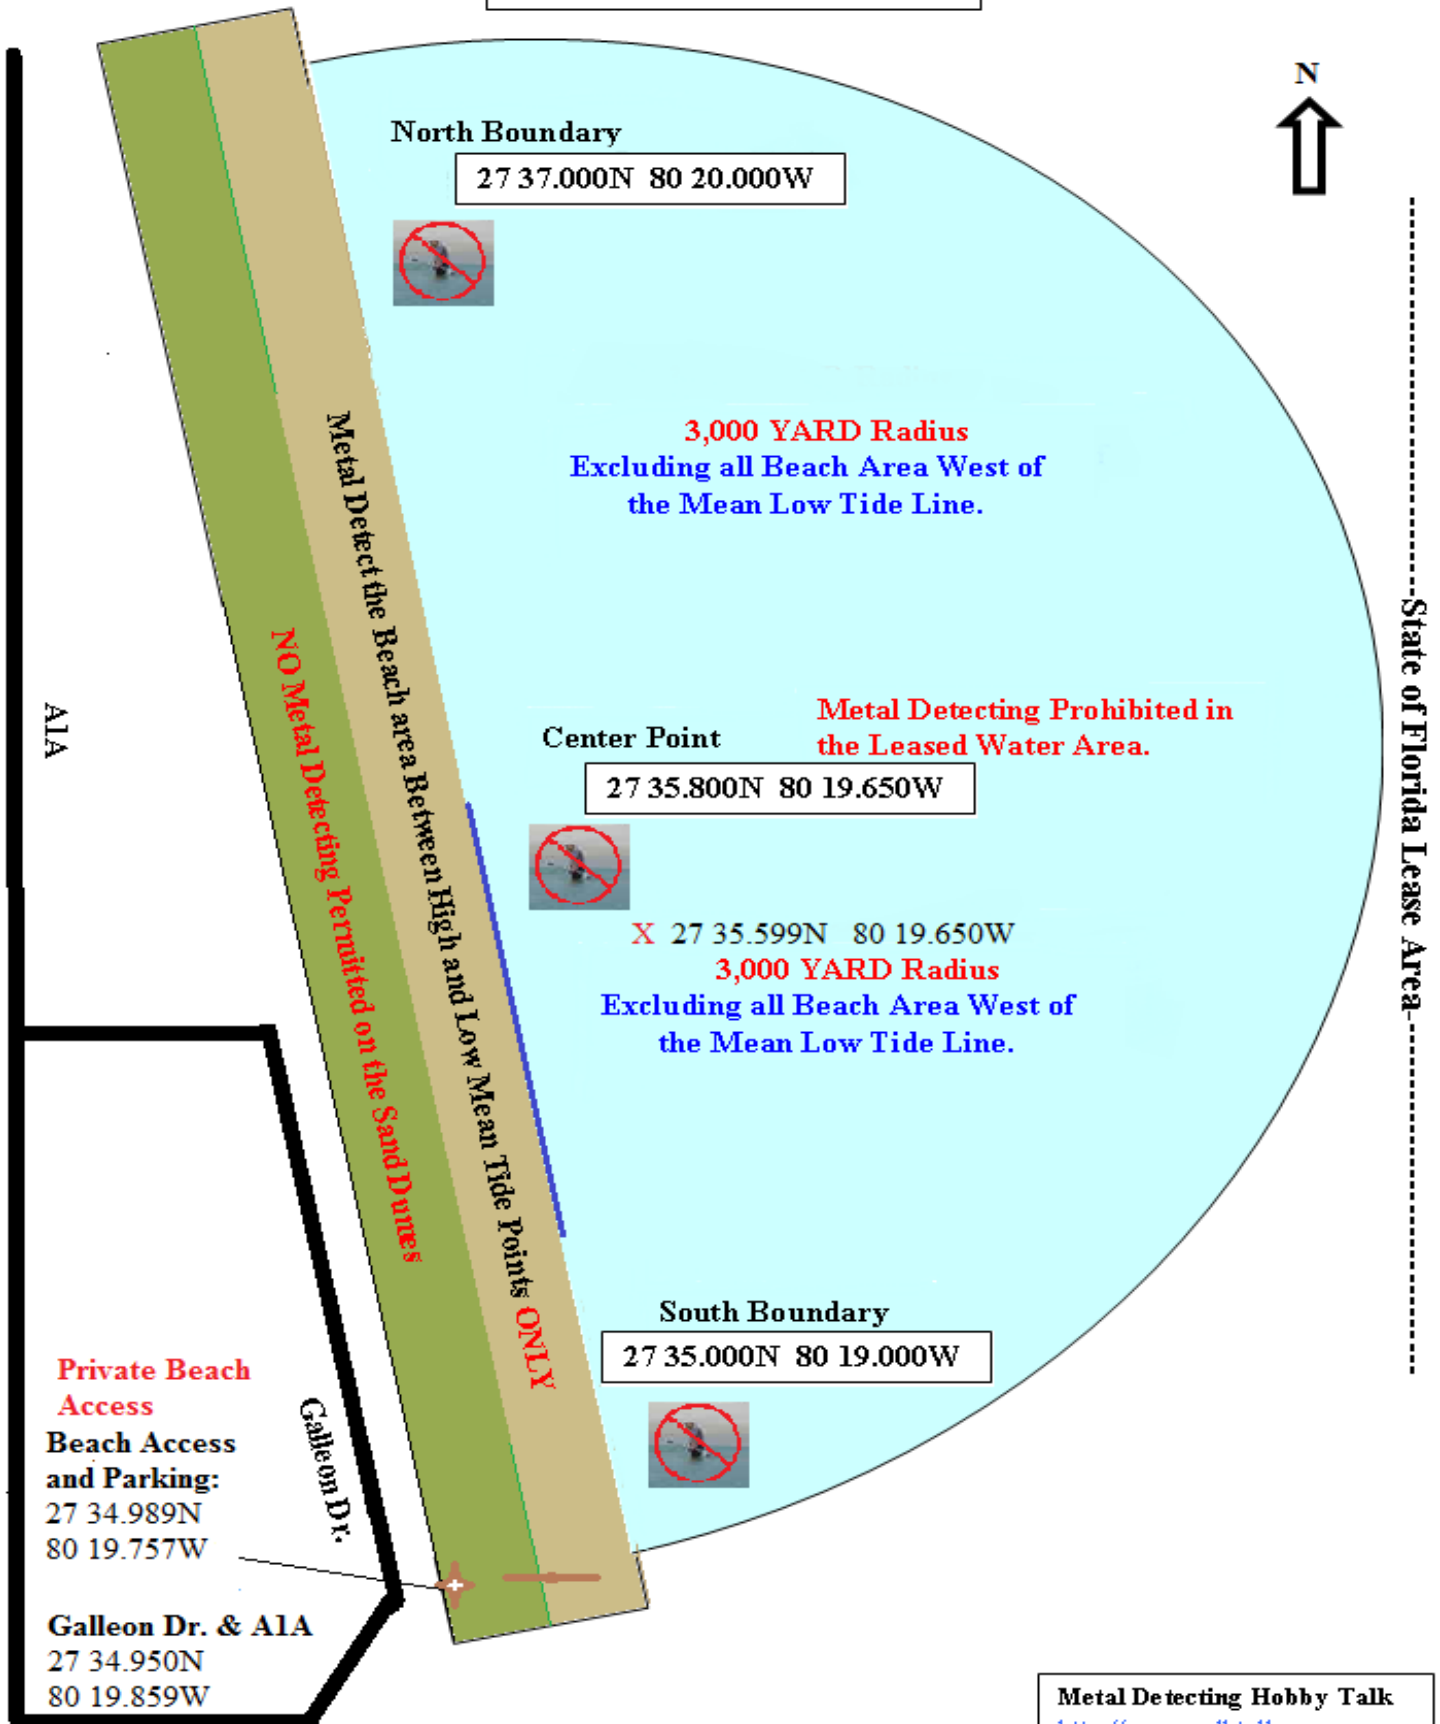 N
North Boundary
27 37.000N 80 20.000W
3,000 YARD Radius
Excluding all Beach Area West of
the Mean Low Tide Line.
State of Florida Lease Area
Metal Detect the Beach area Between High and Low Mean Tide Points ONLY
NO Metal Detecting Permitted on the Sand Dunes
A1A
Metal Detecting Prohibited in
the Leased Water Area.
Center Point
27 35.800N 80 19.650W
X 27 35.599N 80 19.650W
3,000 YARD Radius
Excluding all Beach Area West of
the Mean Low Tide Line.
South Boundary
27 35.000N 80 19.000W
Private Beach
Access
Beach Access
and Parking:
27 34.989N
80 19.757W
Galleon Dr.
Galleon Dr. & A1A
27 34.950N
80 19.859W
Metal Detecting Hobby Talk